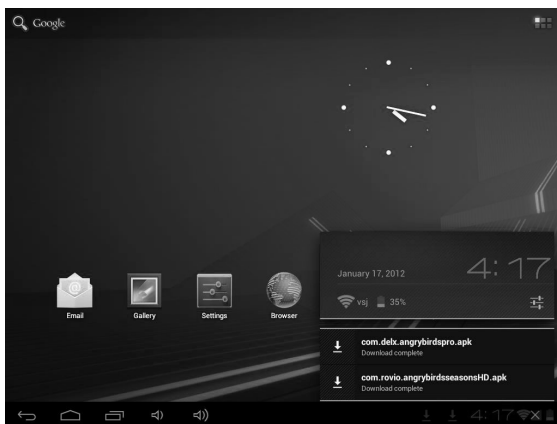 Google
January 17, 2012
4:17
vsj 35%
Email
Gallery
Settings
Browser
com.delx.angrybirdspro.apk
Download complete
com.rovio.angrybirdsseasonsHD.apk
Download complete
4:17